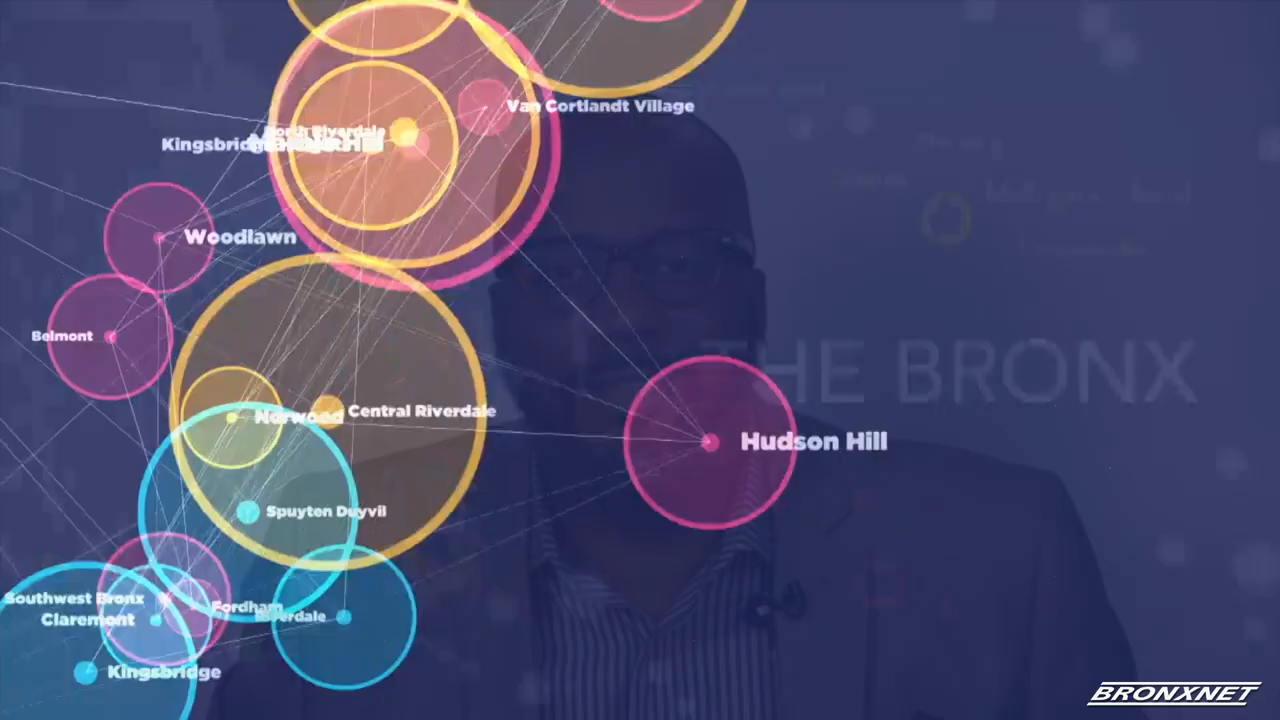 Van Cortlandt Village
North Riverdale
Kingsbridge
Hill
Woodlawn
Belmont
THE BRONX
Central Riverdale
Norwood
Hudson Hill
Spuyten Duyvil
Southwest Bronx
Fordham
Riverdale
Claremont
Kingsbridge
BRONXNET